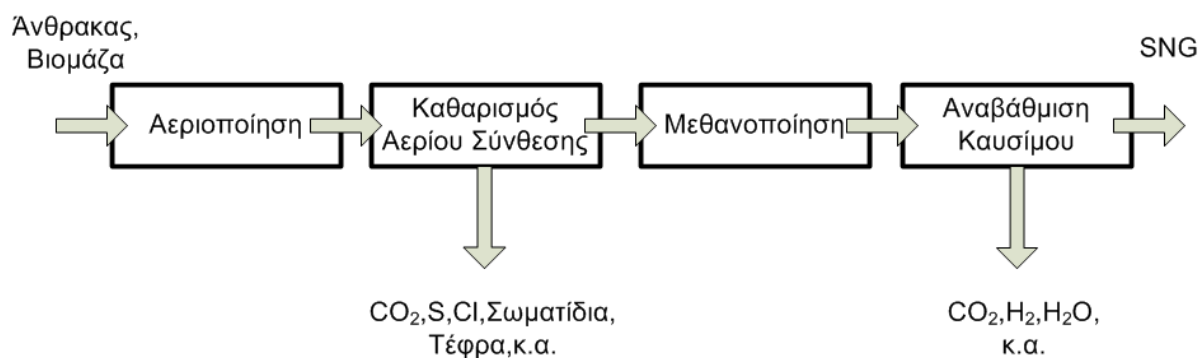 Άνθρακας,
Βιομάζα
SNG
Αεριοποίηση
Καθαρισμός
Αερίου Σύνθεσης
Μεθανοποίηση
Αναβάθμιση
Καυσίμου
CO₂,S,Cl,Σωματίδια,
Τέφρα,κ.α.
CO₂,H₂,H₂O,
κ.α.